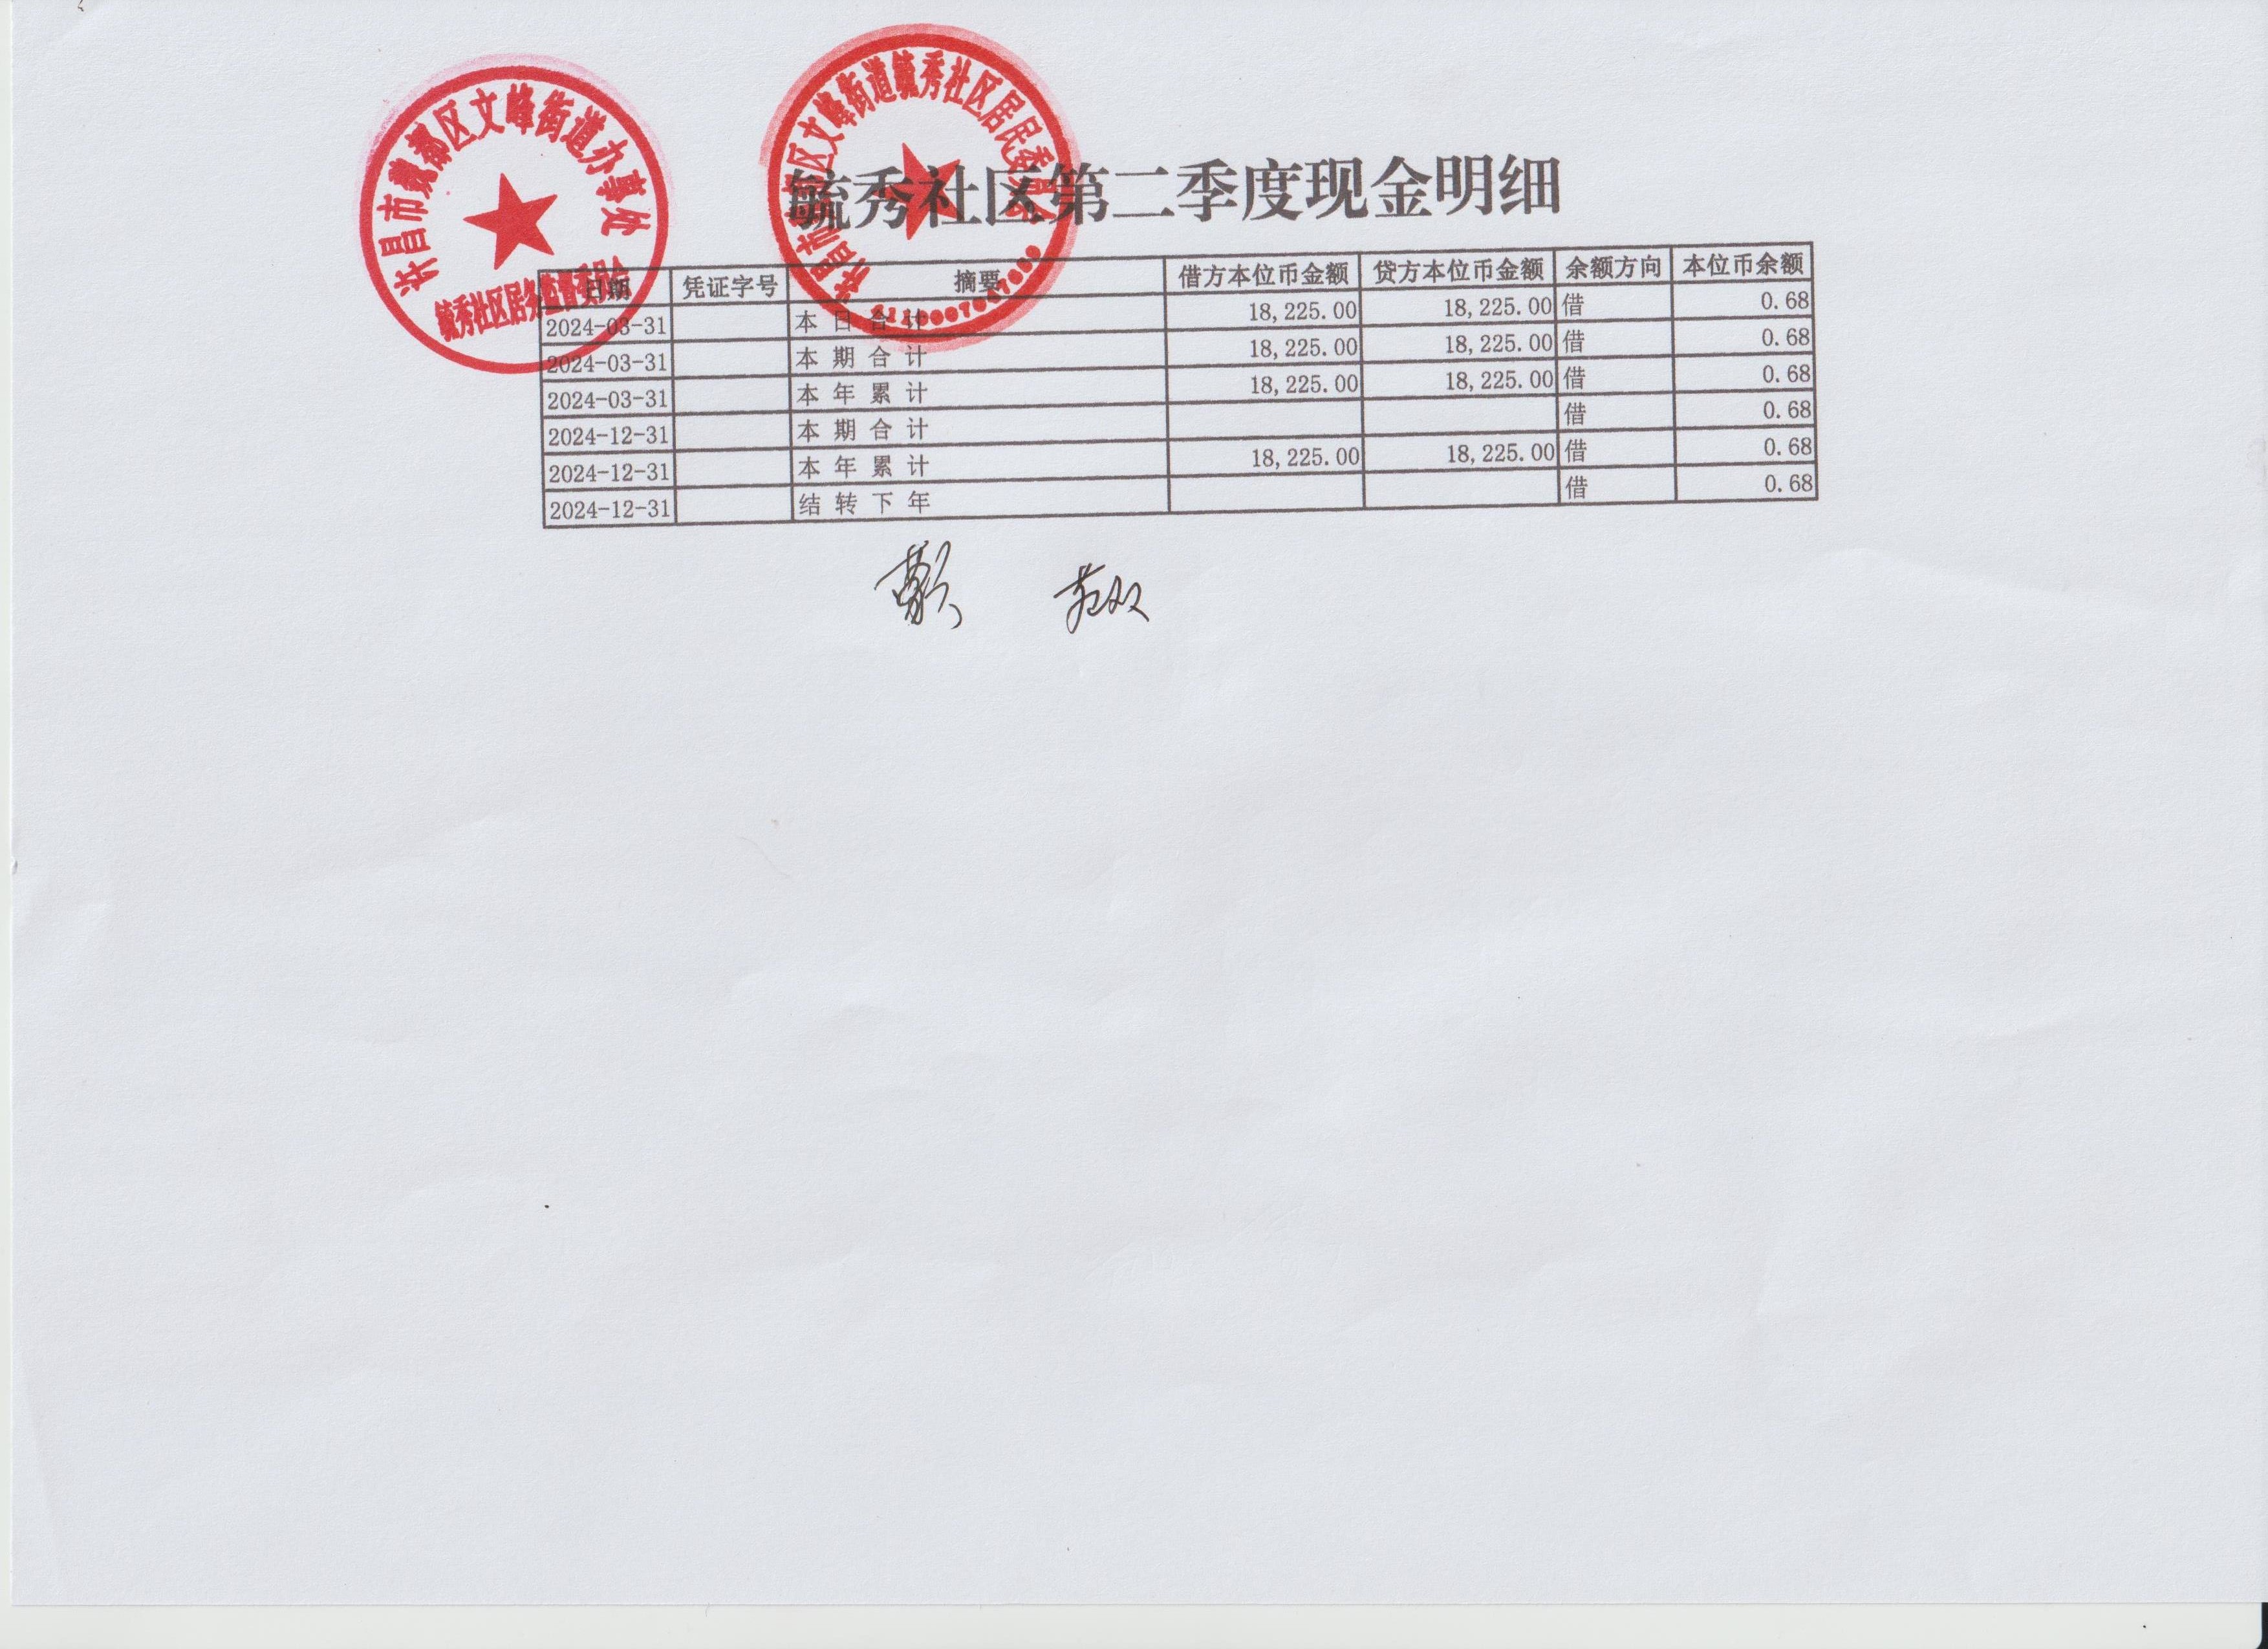 许昌市魏都区文峰街道办事处
毓秀社区居务监督委员会
许昌市魏都区文峰街道毓秀社区居民委员会
毓秀社区第二季度现金明细
日期 凭证字号 摘要 借方本位币金额 贷方本位币金额 余额方向 本位币余额
2024-03-31 本日合计 18,225.00 18,225.00 借 0.68
2024-03-31 本期合计 18,225.00 18,225.00 借 0.68
2024-03-31 本年累计 18,225.00 18,225.00 借 0.68
2024-12-31 本期合计 借 0.68
2024-12-31 本年累计 18,225.00 18,225.00 借 0.68
2024-12-31 结转下年 借 0.68